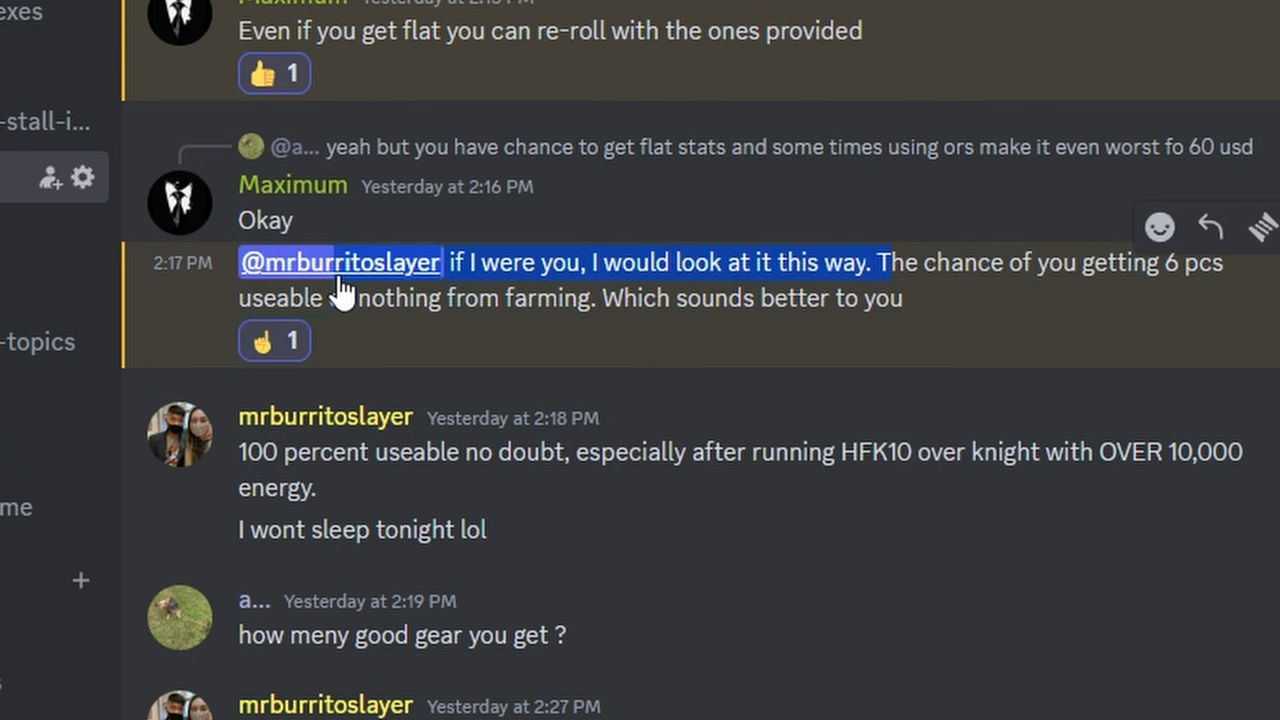 exes
Maximum Yesterday at 2:15 PM
Even if you get flat you can re-roll with the ones provided
1
-stall-i...
@a... yeah but you have chance to get flat stats and some times using ors make it even worst fo 60 usd
Maximum Yesterday at 2:16 PM
Okay
2:17 PM @mrburritoslayer if I were you, I would look at it this way. The chance of you getting 6 pcs
useable nothing from farming. Which sounds better to you
1
-topics
mrburritoslayer Yesterday at 2:18 PM
100 percent useable no doubt, especially after running HFK10 over knight with OVER 10,000
energy.
me
I wont sleep tonight lol
a... Yesterday at 2:19 PM
how meny good gear you get ?
mrburritoslayer Yesterday at 2:27 PM